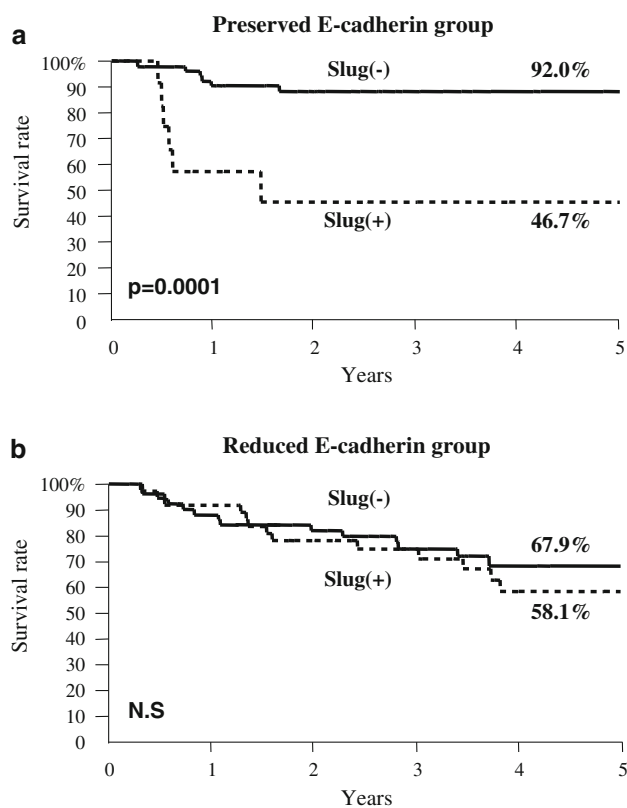 a
Preserved E-cadherin group
100%
90
80
70
60
50
40
30
20
10
0
Survival rate
Slug(-)
92.0%
Slug(+)
46.7%
p=0.0001
0 1 2 3 4 5
Years
b
Reduced E-cadherin group
100%
90
80
70
60
50
40
30
20
10
0
Survival rate
Slug(-)
67.9%
Slug(+)
58.1%
N.S
0 1 2 3 4 5
Years